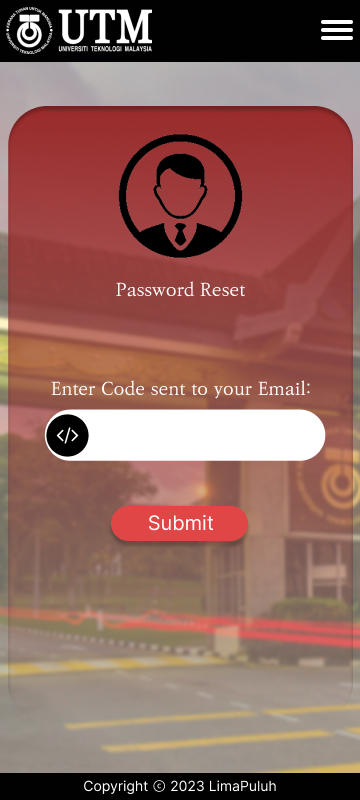 UTM
UNIVERSITI TEKNOLOGI MALAYSIA
Password Reset
Enter Code sent to your Email:
</>
Submit
Copyright © 2023 LimaPuluh